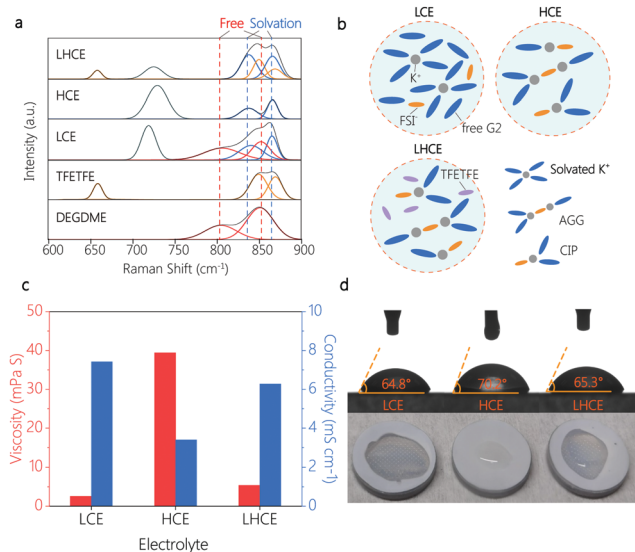 a
Free Solvation
LHCE
HCE
LCE
TFETFE
DEGDME
Intensity (a.u.)
600 650 700 750 800 850 900
Raman Shift (cm-1)
b
LCE
HCE
K+
FSI-
free G2
LHCE
TFETFE
Solvated K+
AGG
CIP
c
50
40
30
20
10
0
Viscosity (mPa S)
10
8
6
4
2
0
Conductivity (mS cm-1)
LCE HCE LHCE
Electrolyte
d
64.8° 65.3°
LCE HCE LHCE